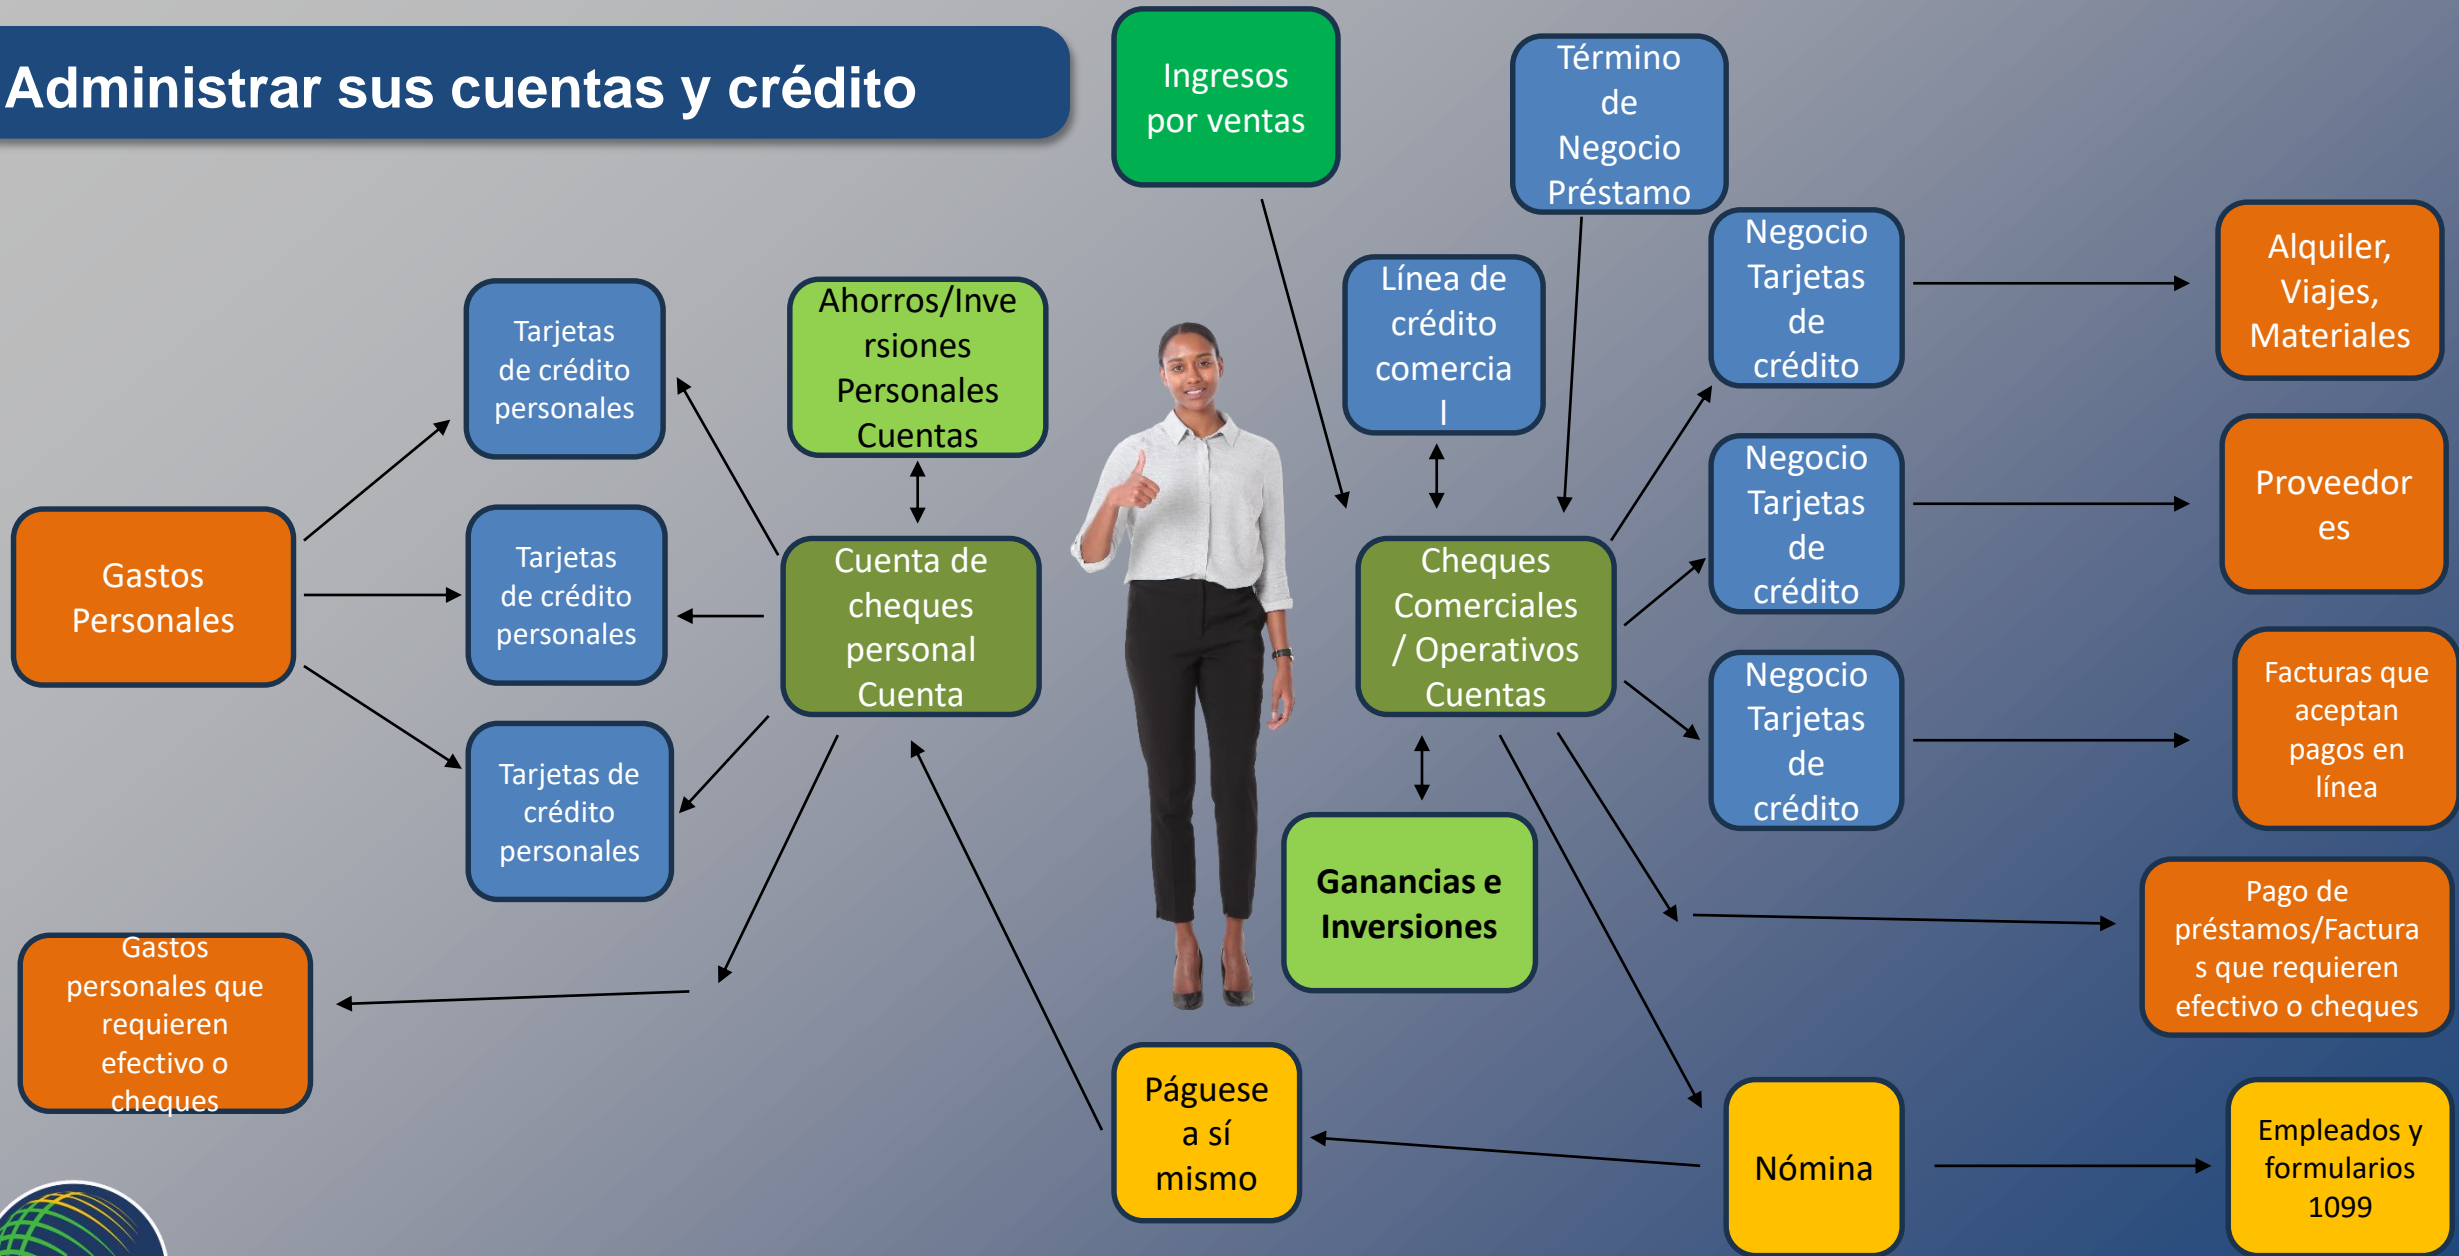 Administrar sus cuentas y crédito
Ingresos
por ventas
Término
de
Negocio
Préstamo
Línea de
crédito
comercia
l
Negocio
Tarjetas
de
crédito
Alquiler,
Viajes,
Materiales
Tarjetas
de crédito
personales
Ahorros/Inve
rsiones
Personales
Cuentas
Negocio
Tarjetas
de
crédito
Proveedor
es
Gastos
Personales
Tarjetas
de crédito
personales
Cuenta de
cheques
personal
Cuenta
Cheques
Comerciales
/ Operativos
Cuentas
Negocio
Tarjetas
de
crédito
Facturas que
aceptan
pagos en
línea
Tarjetas de
crédito
personales
Ganancias e
Inversiones
Pago de
préstamos/Factura
s que requieren
efectivo o cheques
Gastos
personales que
requieren
efectivo o
cheques
Páguese
a sí
mismo
Nómina
Empleados y
formularios
1099